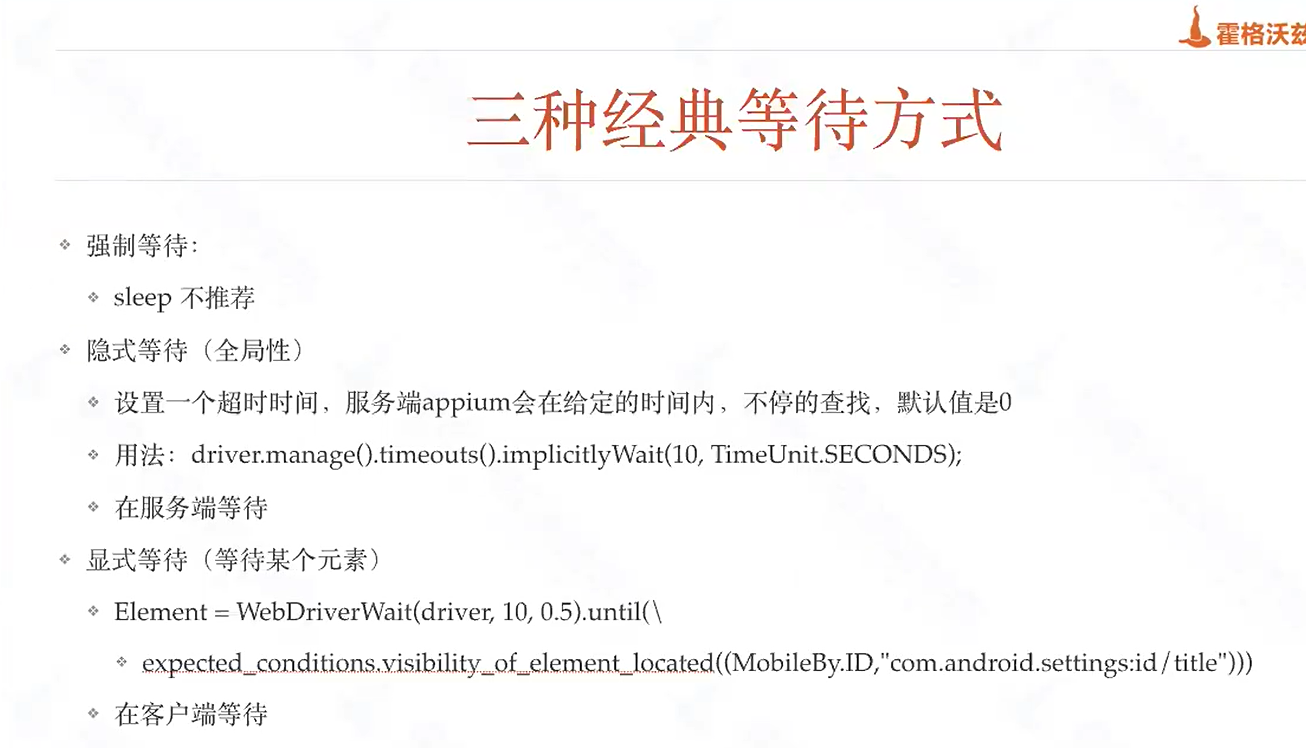 霍格沃兹
三种经典等待方式
强制等待：
sleep 不推荐
隐式等待（全局性）
设置一个超时时间，服务端appium会在给定的时间内，不停的查找，默认值是0
用法：driver.manage().timeouts().implicitlyWait(10, TimeUnit.SECONDS);
在服务端等待
显式等待（等待某个元素）
Element = WebDriverWait(driver, 10, 0.5).until(\
expected_conditions.visibility_of_element_located((MobileBy.ID,"com.android.settings:id/title")))
在客户端等待